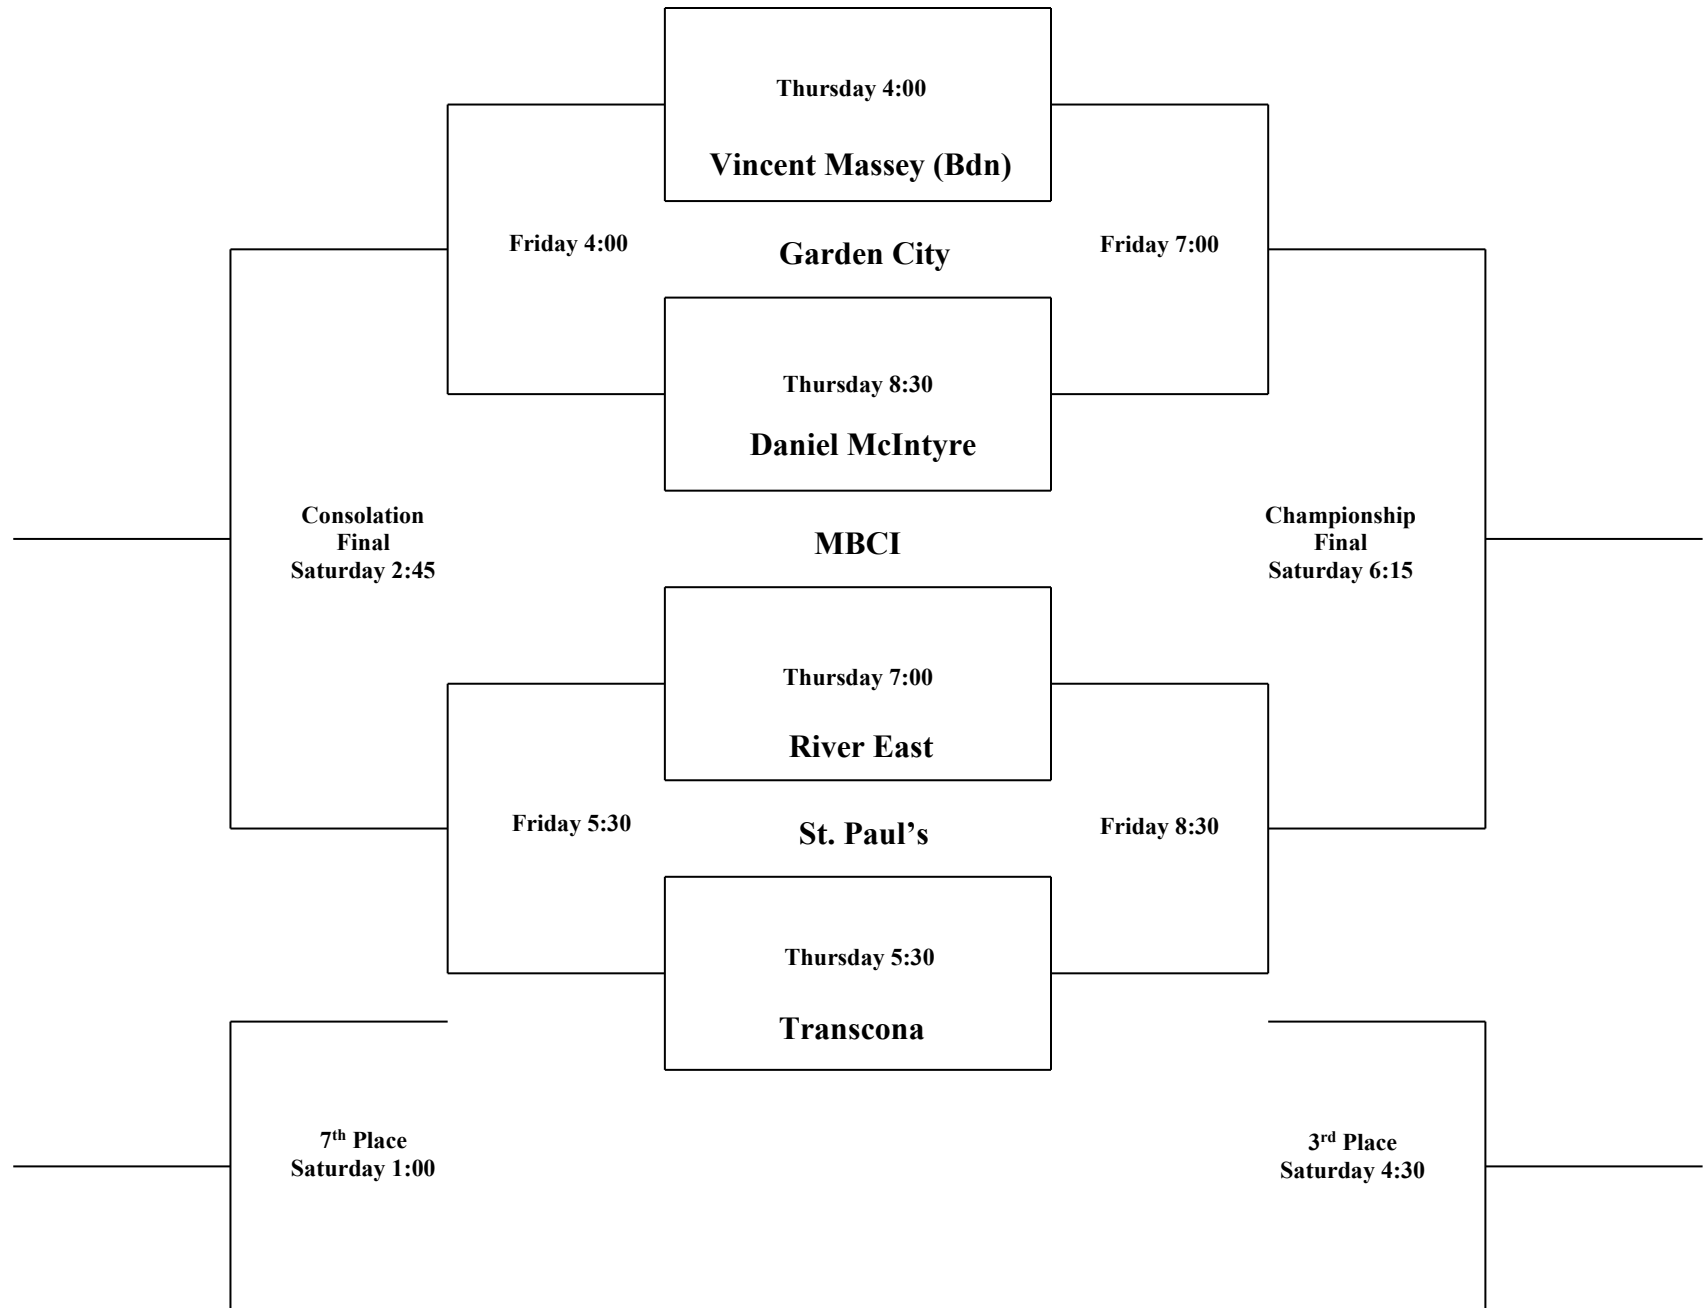 Thursday 4:00
Vincent Massey (Bdn)
Friday 4:00
Garden City
Friday 7:00
Thursday 8:30
Daniel McIntyre
Consolation
Final
Saturday 2:45
MBCI
Championship
Final
Saturday 6:15
Thursday 7:00
River East
Friday 5:30
St. Paul’s
Friday 8:30
Thursday 5:30
Transcona
7th Place
Saturday 1:00
3rd Place
Saturday 4:30